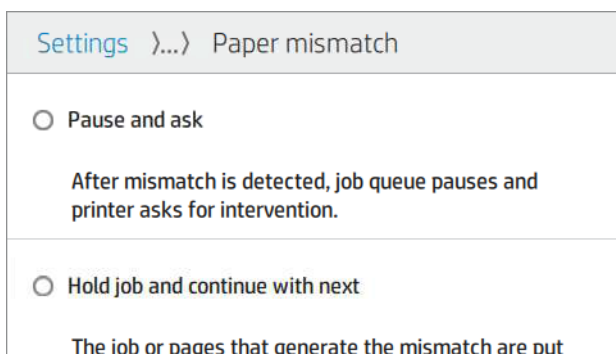 Settings 〉...〉 Paper mismatch
Pause and ask
After mismatch is detected, job queue pauses and
printer asks for intervention.
Hold job and continue with next
The job or pages that generate the mismatch are put